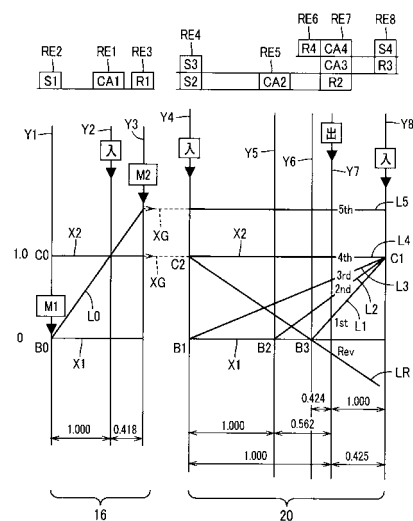 RE4 RE6 RE7 RE8
RE2 RE1 RE3 S3 RE5 R4 CA4 S4
CA3 R3
S1 CA1 R1 S2 CA2 R2
Y1 Y2 Y3 Y4 Y5 Y6 Y7 Y8
入 入 出 入
M2
5th L5
X2 XG X2 4th L4
1.0 C0 C2 C1
XG 3rd L3
2nd L2
M1 L0 1st L1
0 B0 X1 B1 X1 B2 B3 Rev
LR
0.424 1.000
1.000 0.418 1.000 0.562
1.000 0.425
16 20